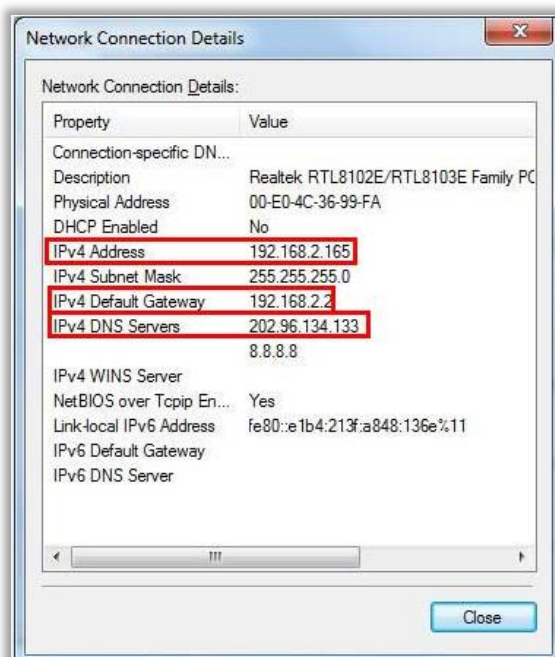 Network Connection Details
Network Connection Details:
Property Value
Connection-specific DN...
Description Realtek RTL8102E/RTL8103E Family PC
Physical Address 00-E0-4C-36-99-FA
DHCP Enabled No
IPv4 Address 192.168.2.165
IPv4 Subnet Mask 255.255.255.0
IPv4 Default Gateway 192.168.2.2
IPv4 DNS Servers 202.96.134.133
8.8.8.8
IPv4 WINS Server
NetBIOS over Tcpip En... Yes
Link-local IPv6 Address fe80::e1b4:213f:a848:136e%11
IPv6 Default Gateway
IPv6 DNS Server
Close